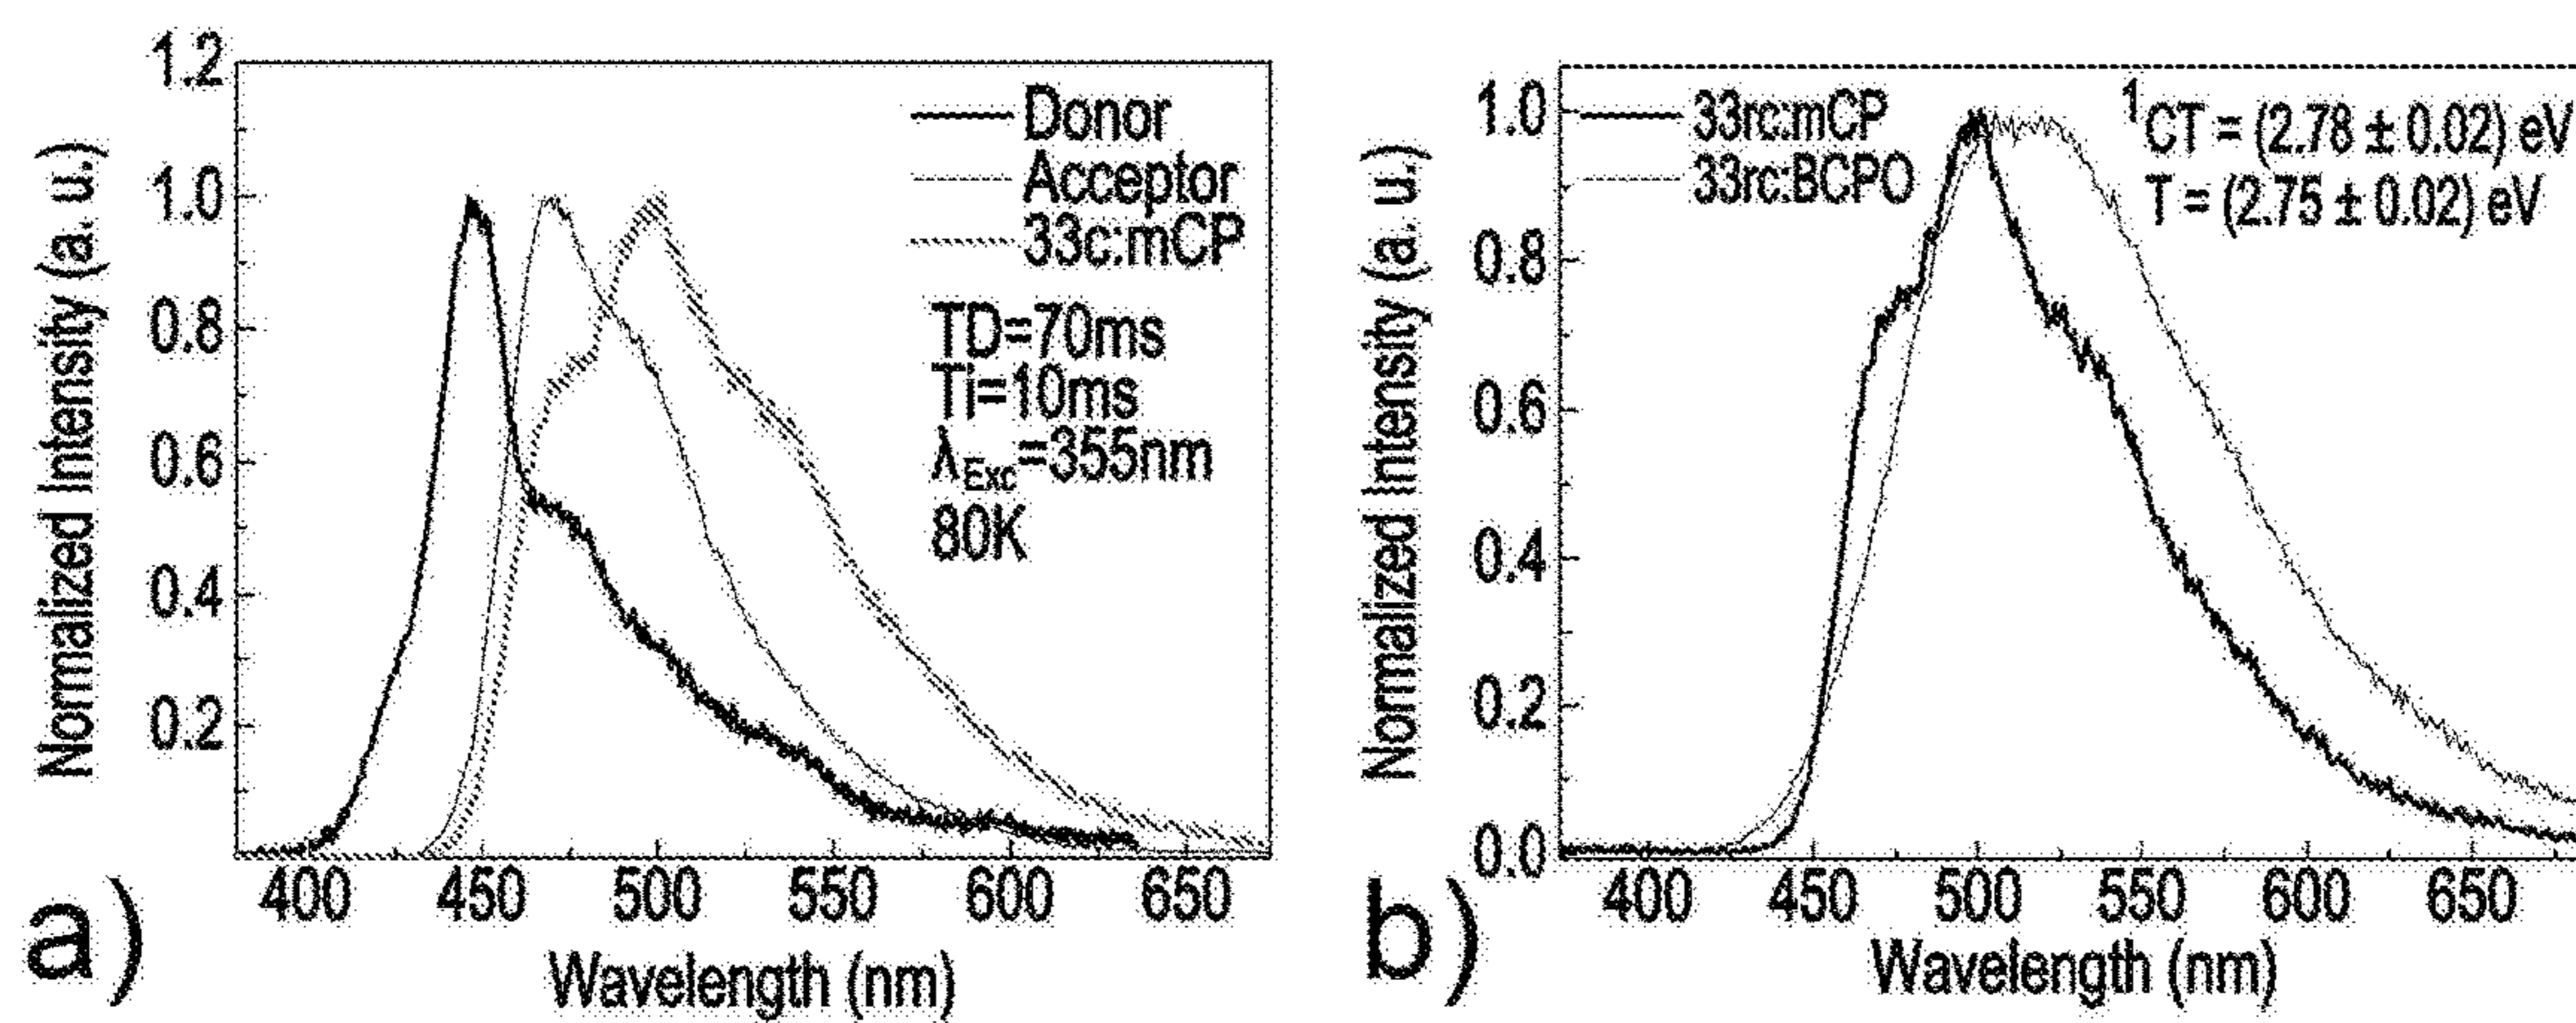 1.2
1.0
0.8
0.6
0.4
0.2
Normalized Intensity (a. u.)
Donor
Acceptor
33c:mCP
TD=70ms
Ti=10ms
λExc=355nm
80K
400 450 500 550 600 650
Wavelength (nm)
a)
1.0
0.8
0.6
0.4
0.2
0.0
Normalized Intensity (a. u.)
33rc:mCP
33rc:BCPO
¹CT = (2.78 ± 0.02) eV
T = (2.75 ± 0.02) eV
400 450 500 550 600 650
Wavelength (nm)
b)